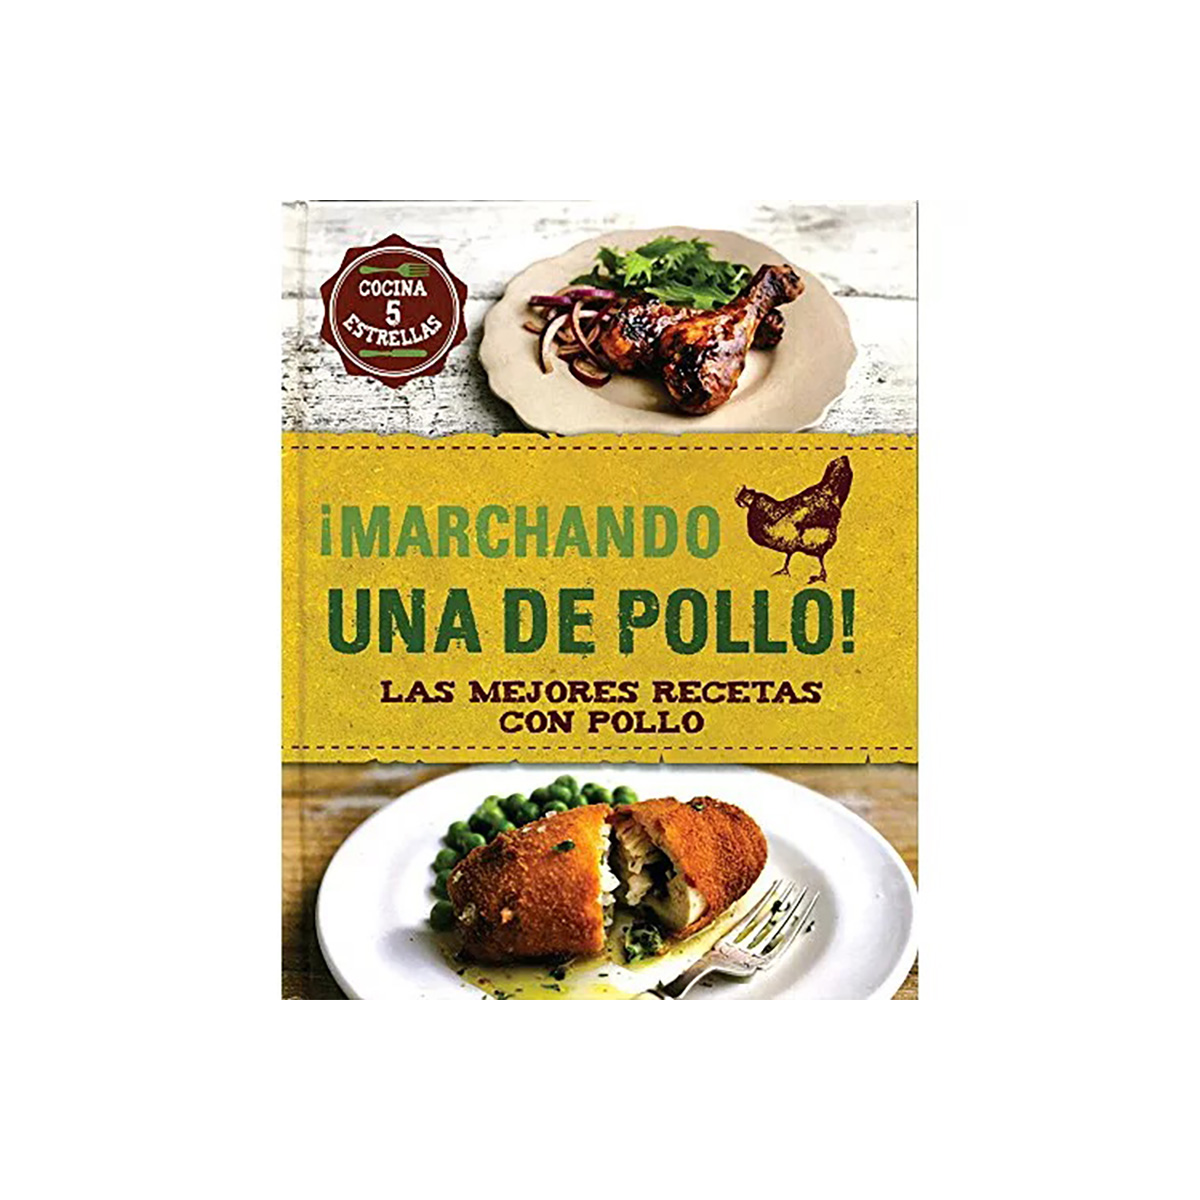 COCINA
5
ESTRELLAS
¡MARCHANDO
UNA DE POLLO!
LAS MEJORES RECETAS
CON POLLO